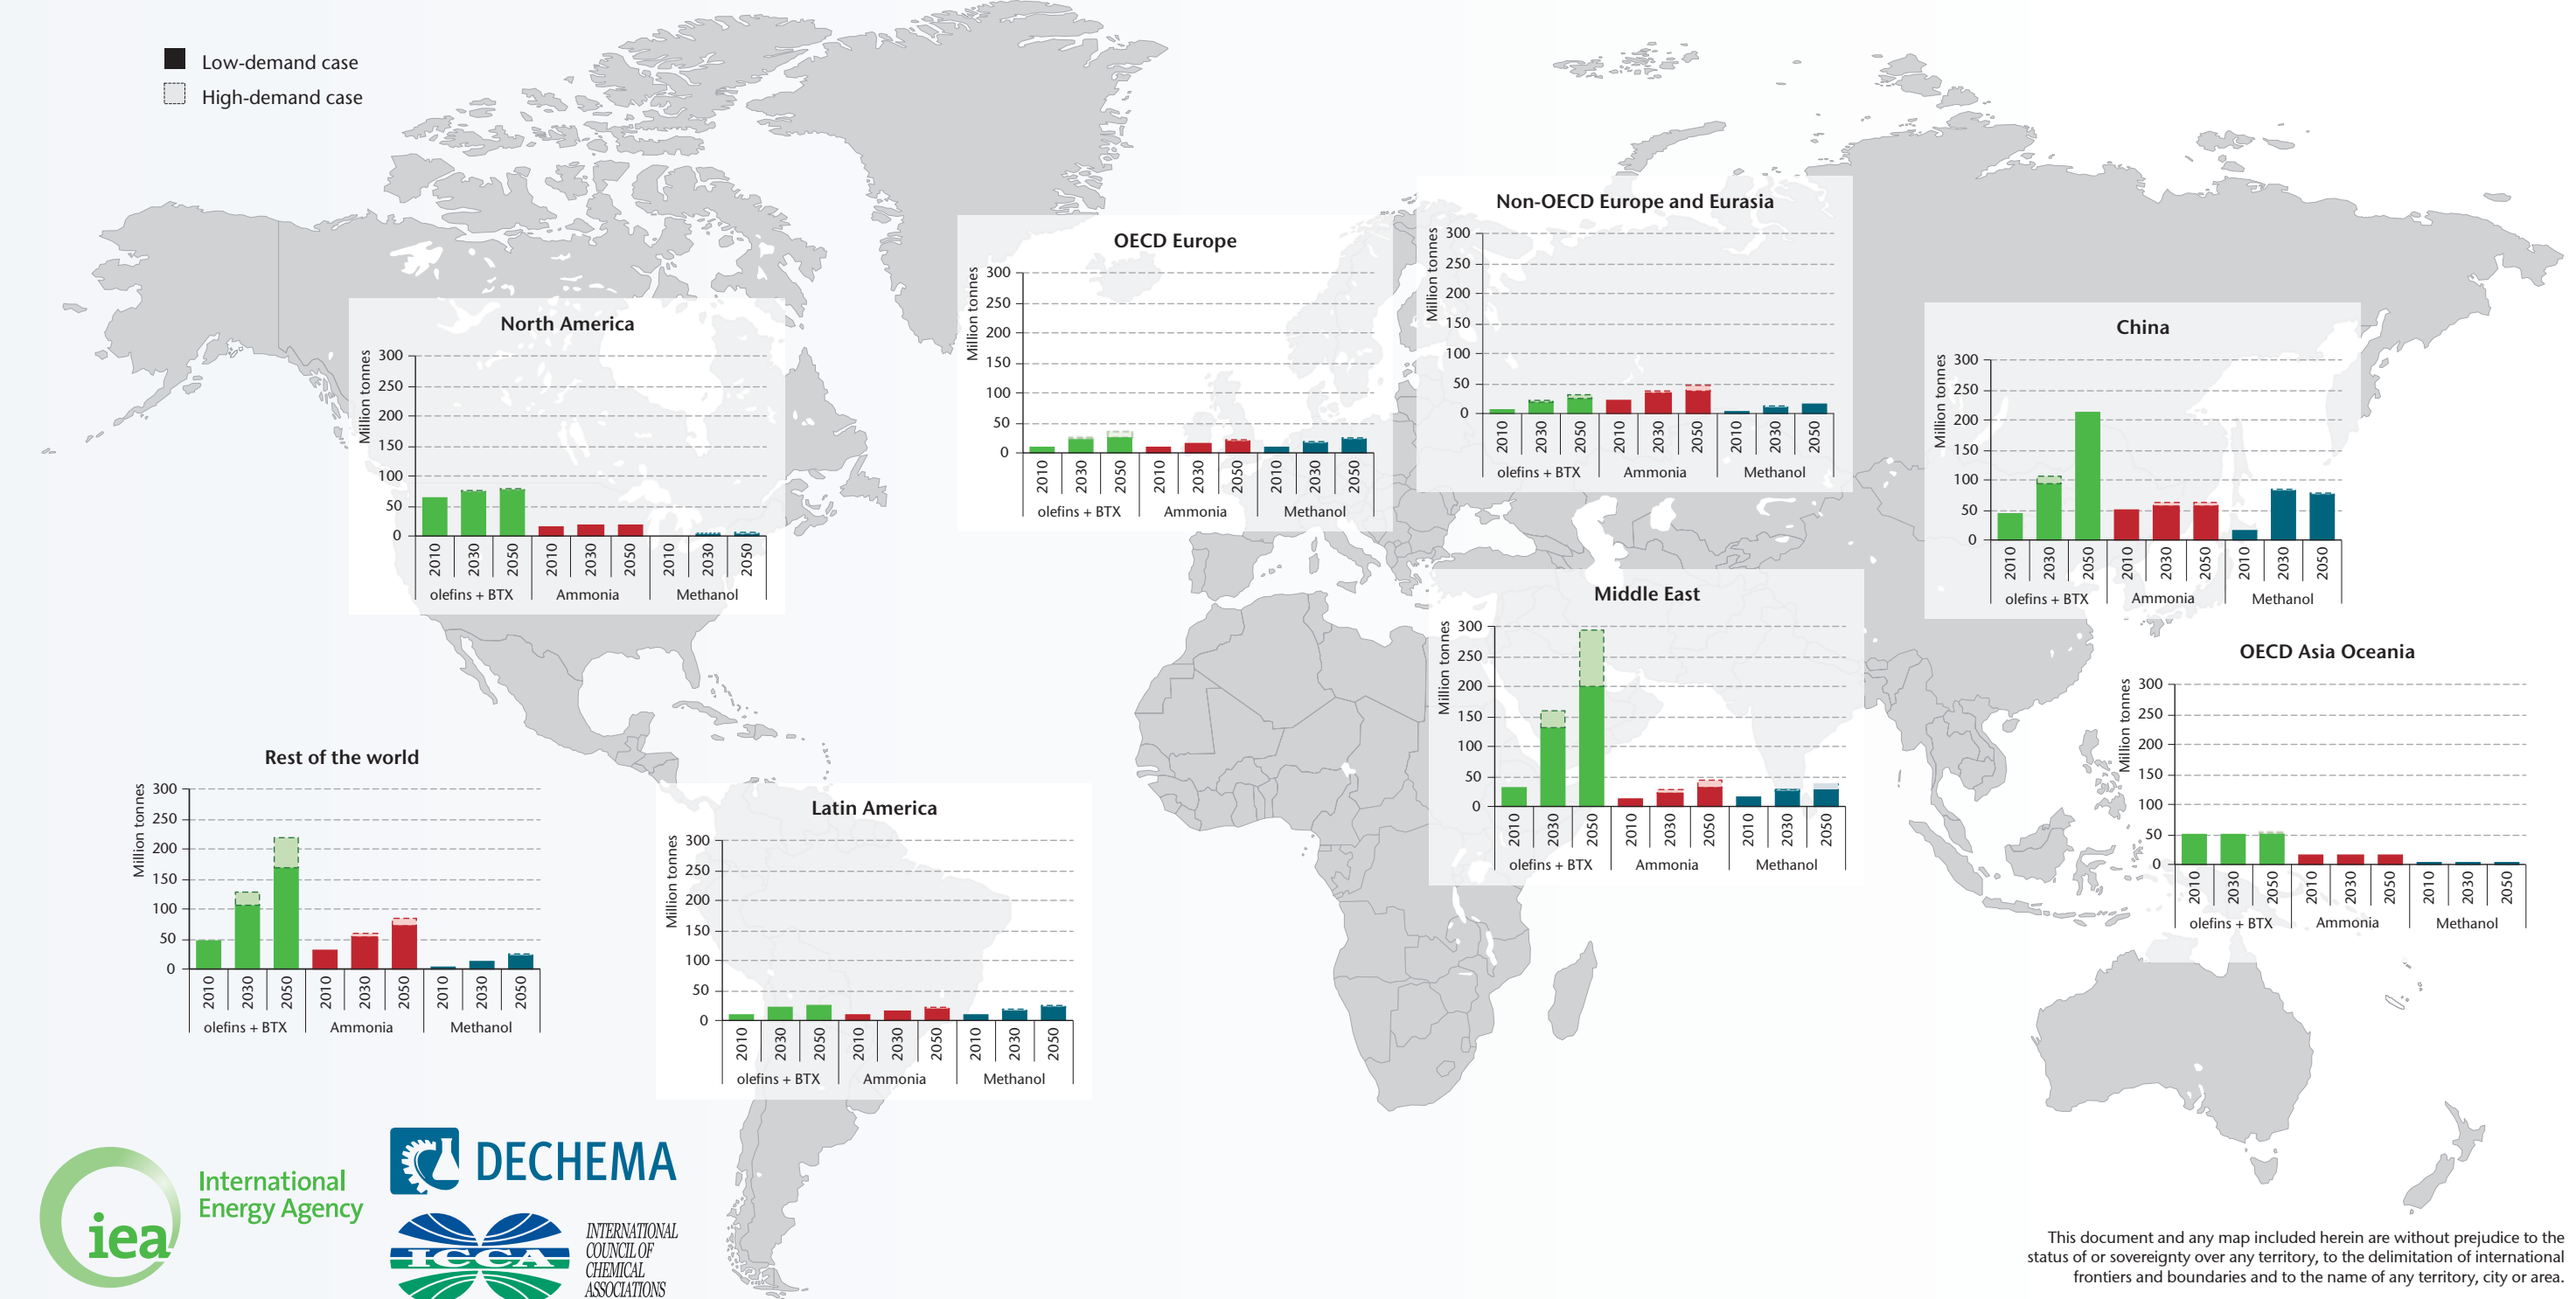 Low-demand case
High-demand case
North America
Million tonnes
300
250
200
150
100
50
0
2010 2030 2050 2010 2030 2050 2010 2030 2050
olefins + BTX Ammonia Methanol
OECD Europe
Million tonnes
300
250
200
150
100
50
0
2010 2030 2050 2010 2030 2050 2010 2030 2050
olefins + BTX Ammonia Methanol
Non-OECD Europe and Eurasia
Million tonnes
300
250
200
150
100
50
0
2010 2030 2050 2010 2030 2050 2010 2030 2050
olefins + BTX Ammonia Methanol
China
Million tonnes
300
250
200
150
100
50
0
2010 2030 2050 2010 2030 2050 2010 2030 2050
olefins + BTX Ammonia Methanol
Middle East
Million tonnes
300
250
200
150
100
50
0
2010 2030 2050 2010 2030 2050 2010 2030 2050
olefins + BTX Ammonia Methanol
OECD Asia Oceania
Million tonnes
300
250
200
150
100
50
0
2010 2030 2050 2010 2030 2050 2010 2030 2050
olefins + BTX Ammonia Methanol
Rest of the world
Million tonnes
300
250
200
150
100
50
0
2010 2030 2050 2010 2030 2050 2010 2030 2050
olefins + BTX Ammonia Methanol
Latin America
Million tonnes
300
250
200
150
100
50
0
2010 2030 2050 2010 2030 2050 2010 2030 2050
olefins + BTX Ammonia Methanol
iea
International
Energy Agency
DECHEMA
ICCA
INTERNATIONAL
COUNCIL OF
CHEMICAL
ASSOCIATIONS
This document and any map included herein are without prejudice to the
status of or sovereignty over any territory, to the delimitation of international
frontiers and boundaries and to the name of any territory, city or area.